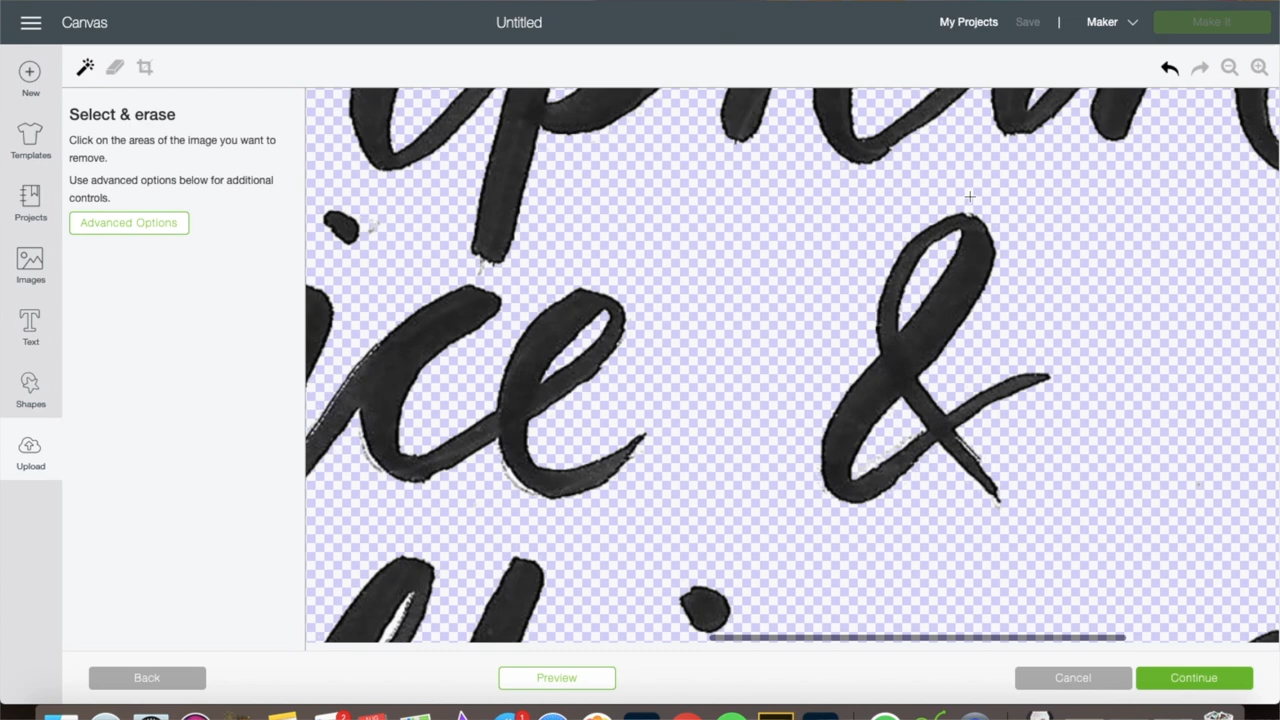 Canvas
Untitled
My Projects
Save
|
Maker
Make It
New
Templates
Projects
Images
Text
Shapes
Upload
Select & erase
Click on the areas of the image you want to
remove.
Use advanced options below for additional
controls.
Advanced Options
ice &
Back
Preview
Cancel
Continue
2
1